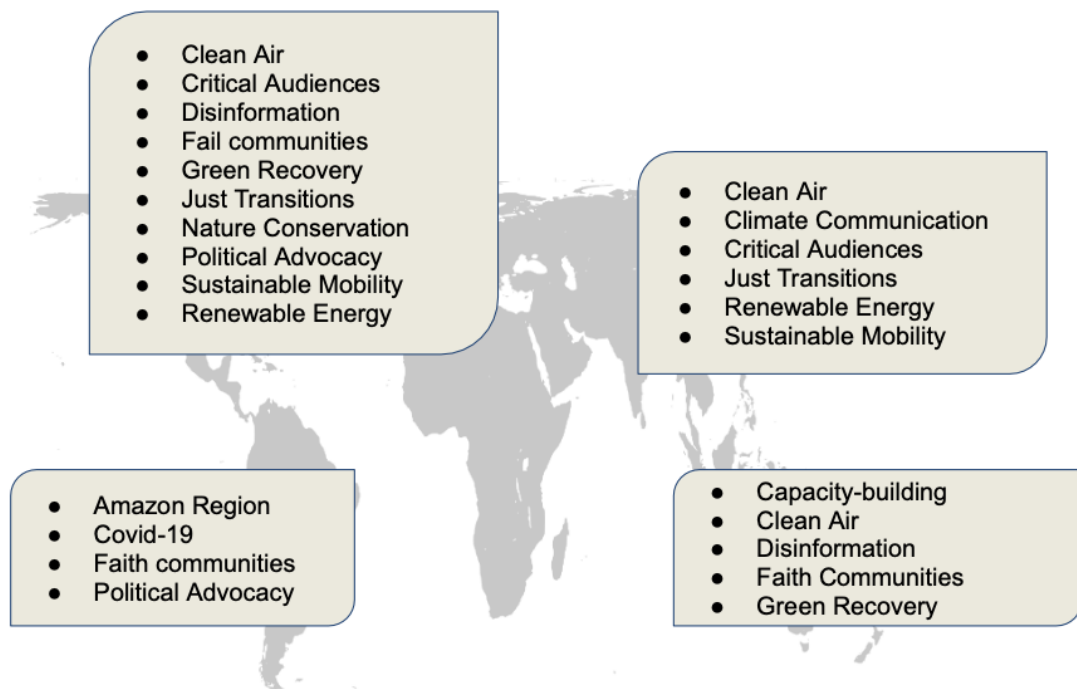 ● Clean Air
● Critical Audiences
● Disinformation
● Fail communities
● Green Recovery
● Just Transitions
● Nature Conservation
● Political Advocacy
● Sustainable Mobility
● Renewable Energy
● Clean Air
● Climate Communication
● Critical Audiences
● Just Transitions
● Renewable Energy
● Sustainable Mobility
● Amazon Region
● Covid-19
● Faith communities
● Political Advocacy
● Capacity-building
● Clean Air
● Disinformation
● Faith Communities
● Green Recovery